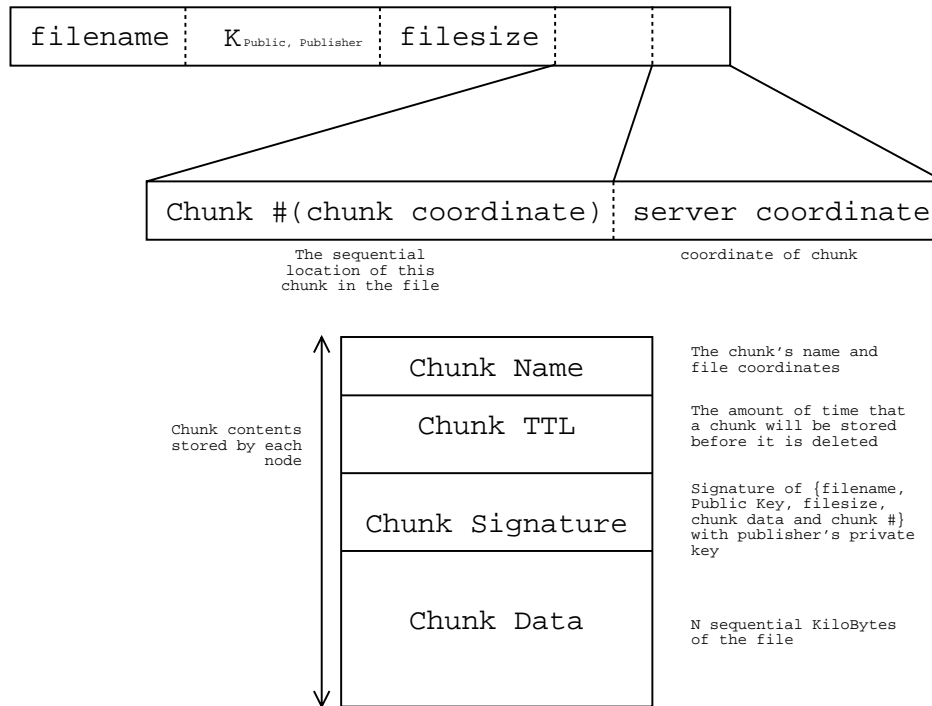 filename K Public, Publisher filesize
Chunk #(chunk coordinate) server coordinate
The sequential
location of this
chunk in the file
coordinate of chunk
Chunk Name
The chunk's name and
file coordinates
Chunk contents
stored by each
node
Chunk TTL
The amount of time that
a chunk will be stored
before it is deleted
Chunk Signature
Signature of {filename,
Public Key, filesize,
chunk data and chunk #}
with publisher's private
key
Chunk Data
N sequential KiloBytes
of the file